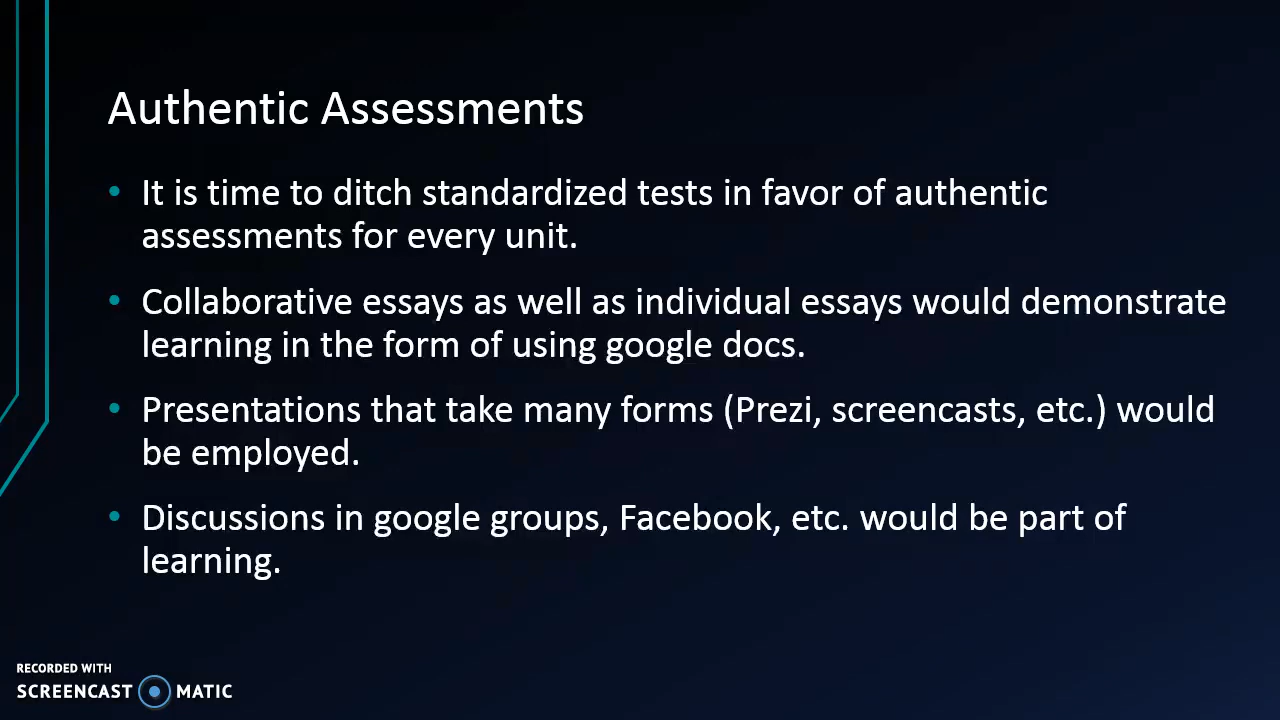 Authentic Assessments
• It is time to ditch standardized tests in favor of authentic
assessments for every unit.
• Collaborative essays as well as individual essays would demonstrate
learning in the form of using google docs.
• Presentations that take many forms (Prezi, screencasts, etc.) would
be employed.
• Discussions in google groups, Facebook, etc. would be part of
learning.
RECORDED WITH
SCREENCAST MATIC